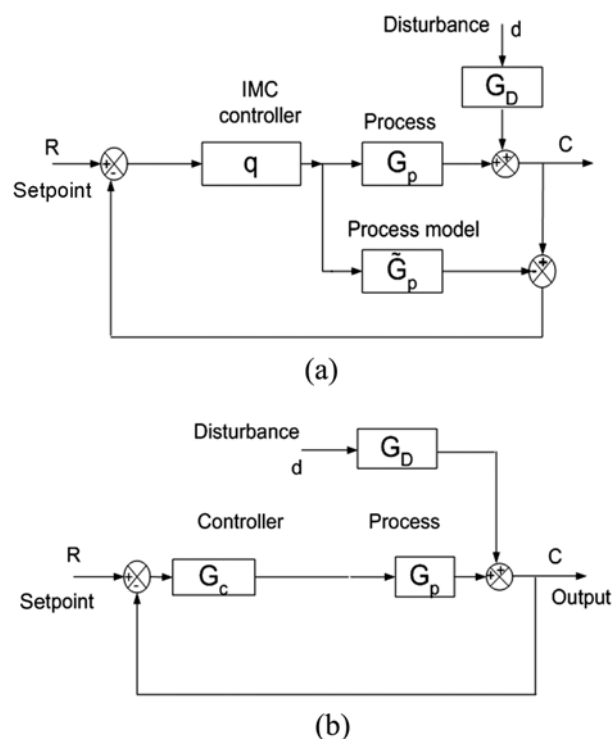 Disturbance
d
G_D
IMC
controller
Process
R
+
-
q
G_p
+ +
C
Setpoint
Process model
G̃_p
-
+
(a)
Disturbance
d
G_D
Controller
Process
R
+
-
G_c
G_p
+ +
C
Setpoint
Output
(b)